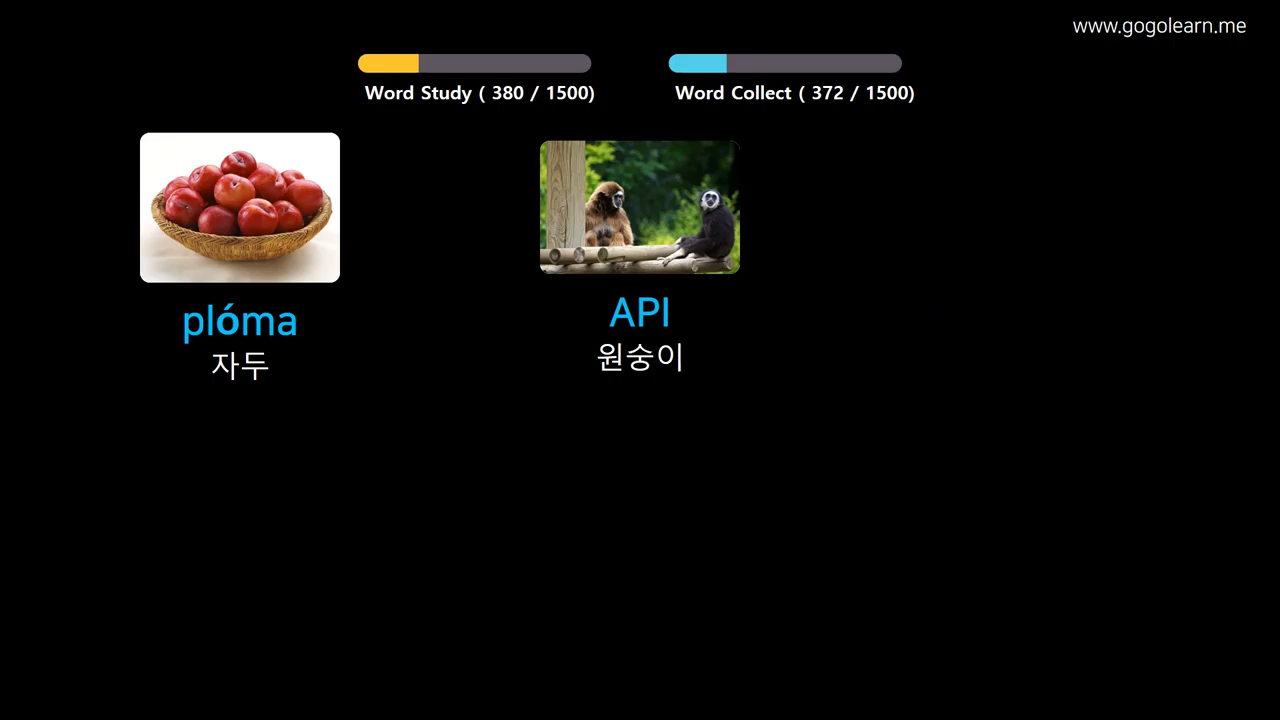 www.gogolearn.me
Word Study ( 380 / 1500)
Word Collect ( 372 / 1500)
plóma
자두
API
원숭이